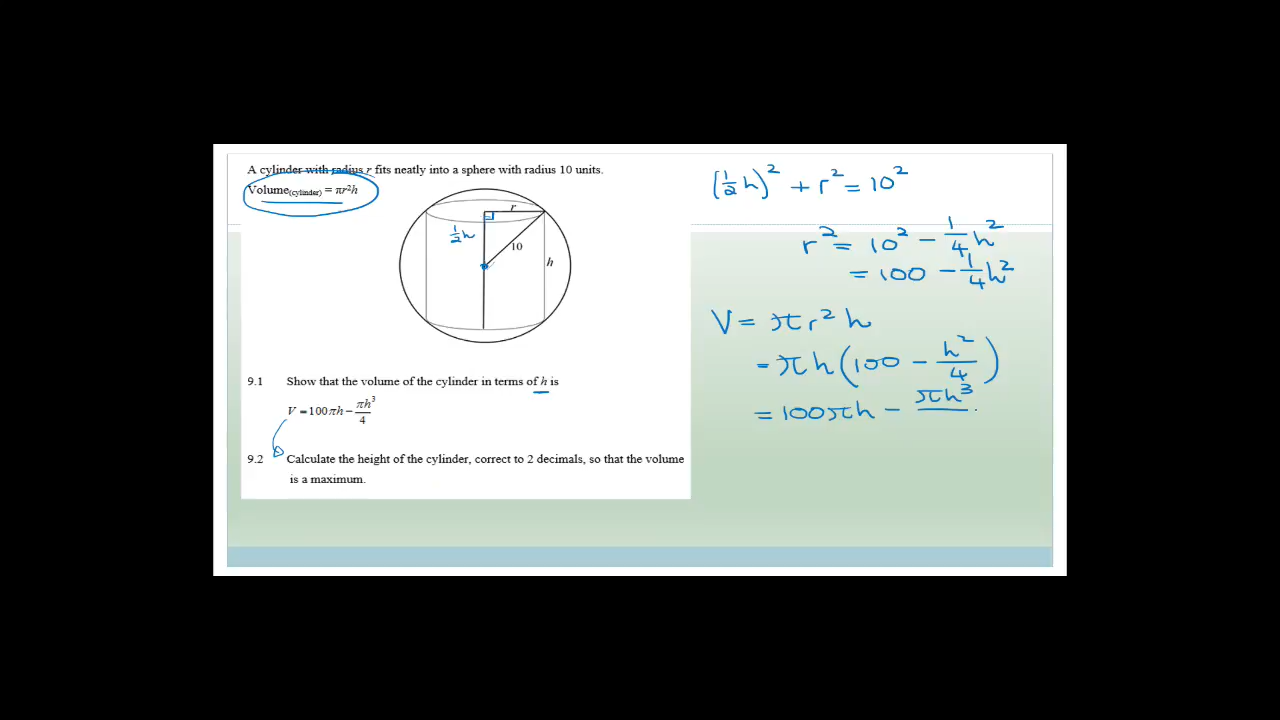 A cylinder with radius r fits neatly into a sphere with radius 10 units.
Volume(cylinder) = πr²h
r
½h
10
h
9.1 Show that the volume of the cylinder in terms of h is
V = 100πh − πh³/4
9.2 Calculate the height of the cylinder, correct to 2 decimals, so that the volume
is a maximum.
(½h)² + r² = 10²
r² = 10² − ¼h²
= 100 − ¼h²
V = πr²h
= πh(100 − h²/4)
= 100πh − πh³/